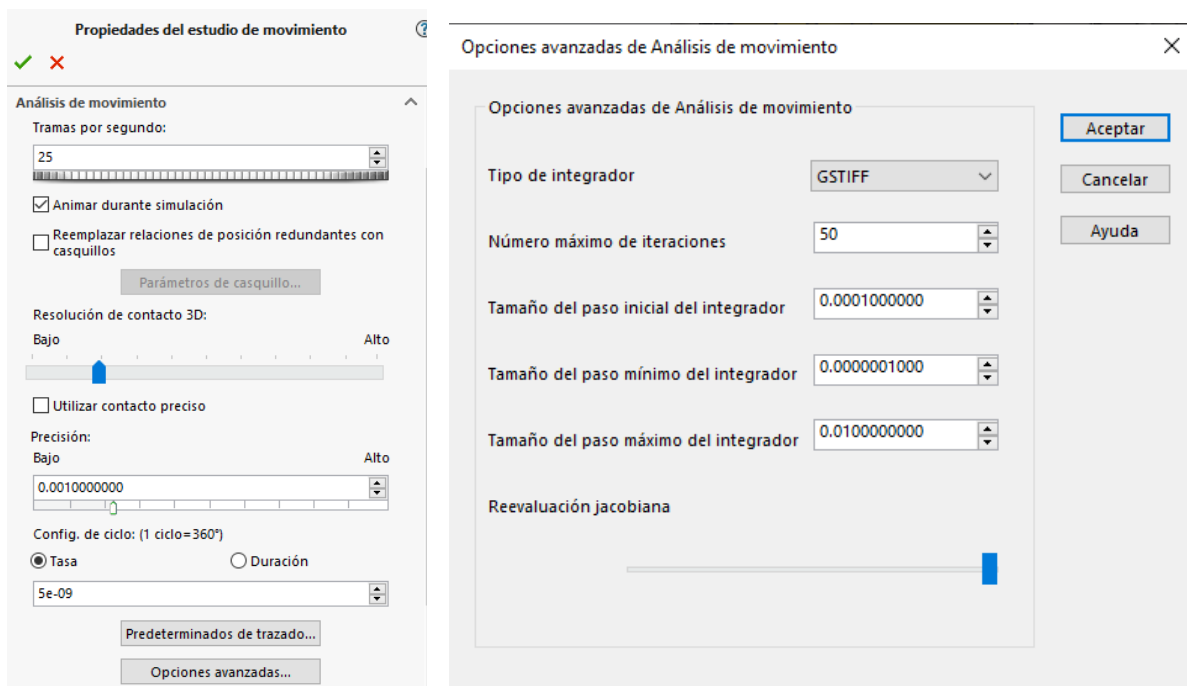 Propiedades del estudio de movimiento
Análisis de movimiento
Tramas por segundo:
25
Animar durante simulación
Reemplazar relaciones de posición redundantes con
casquillos
Parámetros de casquillo...
Resolución de contacto 3D:
Bajo Alto
Utilizar contacto preciso
Precisión:
Bajo Alto
0.0010000000
Config. de ciclo: (1 ciclo=360°)
Tasa Duración
5e-09
Predeterminados de trazado...
Opciones avanzadas...
Opciones avanzadas de Análisis de movimiento
Opciones avanzadas de Análisis de movimiento
Aceptar
Tipo de integrador GSTIFF
Cancelar
Número máximo de iteraciones 50
Ayuda
Tamaño del paso inicial del integrador 0.0001000000
Tamaño del paso mínimo del integrador 0.0000001000
Tamaño del paso máximo del integrador 0.0100000000
Reevaluación jacobiana